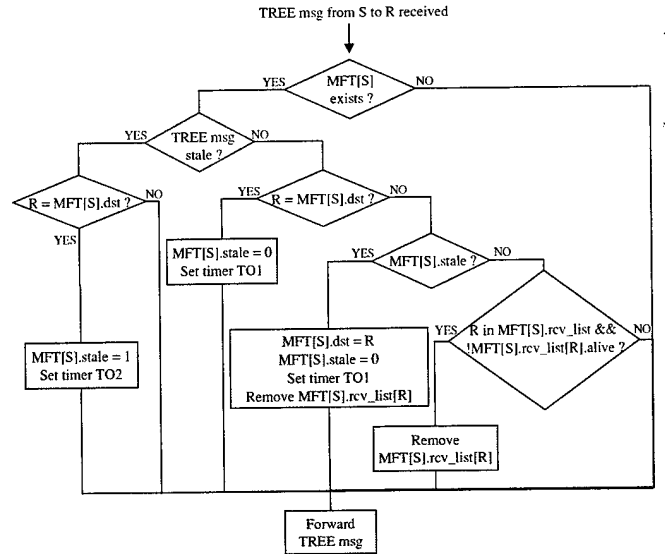 TREE msg from S to R received
MFT[S]
exists ?
YES
NO
TREE msg
stale ?
YES
NO
R = MFT[S].dst ?
NO
YES
YES
R = MFT[S].dst ?
NO
MFT[S].stale = 0
Set timer TO1
YES
MFT[S].stale ?
NO
MFT[S].stale = 1
Set timer TO2
MFT[S].dst = R
MFT[S].stale = 0
Set timer TO1
Remove MFT[S].rcv_list[R]
YES
R in MFT[S].rcv_list &&
!MFT[S].rcv_list[R].alive ?
NO
Remove
MFT[S].rcv_list[R]
Forward
TREE msg